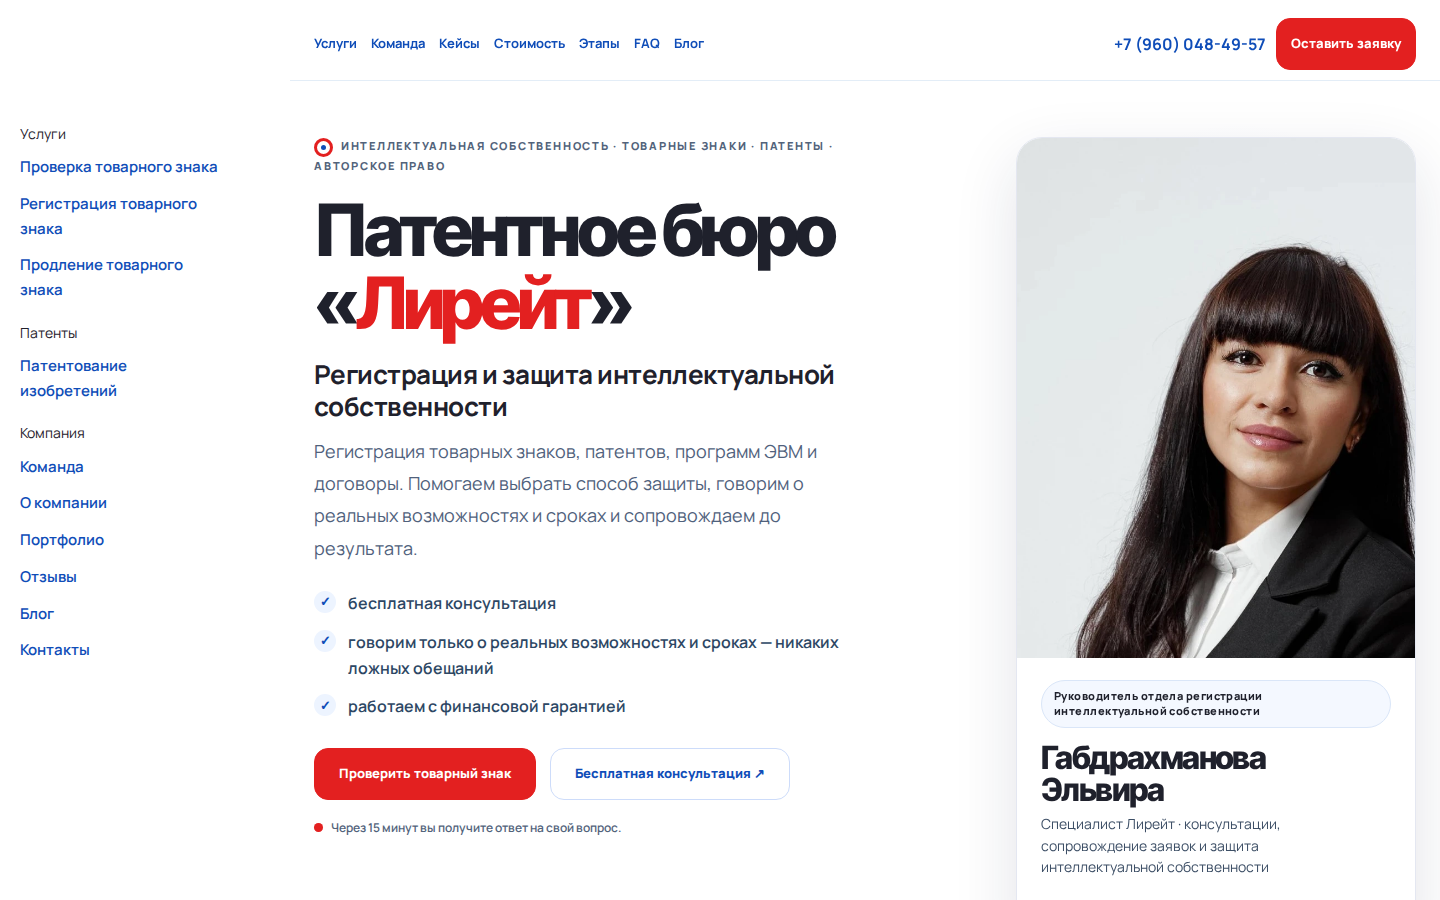 Услуги Команда Кейсы Стоимость Этапы FAQ Блог
+7 (960) 048-49-57
Оставить заявку
Услуги
Проверка товарного знака
Регистрация товарного
знака
Продление товарного
знака
Патенты
Патентование
изобретений
Компания
Команда
О компании
Портфолио
Отзывы
Блог
Контакты
ИНТЕЛЛЕКТУАЛЬНАЯ СОБСТВЕННОСТЬ · ТОВАРНЫЕ ЗНАКИ · ПАТЕНТЫ ·
АВТОРСКОЕ ПРАВО
Патентное бюро
«Лирейт»
Регистрация и защита интеллектуальной
собственности
Регистрация товарных знаков, патентов, программ ЭВМ и
договоры. Помогаем выбрать способ защиты, говорим о
реальных возможностях и сроках и сопровождаем до
результата.
✓ бесплатная консультация
✓ говорим только о реальных возможностях и сроках — никаких
ложных обещаний
✓ работаем с финансовой гарантией
Проверить товарный знак
Бесплатная консультация ↗
Через 15 минут вы получите ответ на свой вопрос.
Руководитель отдела регистрации
интеллектуальной собственности
Габдрахманова
Эльвира
Специалист Лирейт · консультации,
сопровождение заявок и защита
интеллектуальной собственности